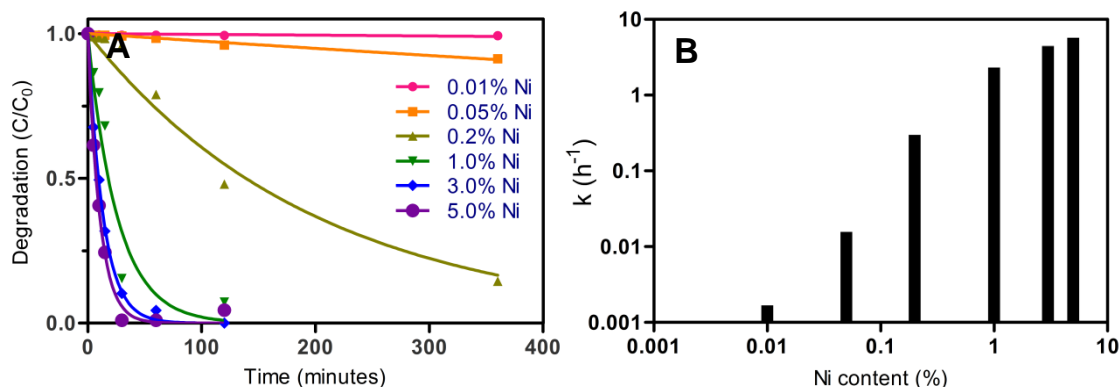 A
1.0
0.5
0.0
Degradation (C/C₀)
0.01% Ni
0.05% Ni
0.2% Ni
1.0% Ni
3.0% Ni
5.0% Ni
0 100 200 300 400
Time (minutes)
B
10
1
0.1
0.01
0.001
k (h⁻¹)
0.001 0.01 0.1 1 10
Ni content (%)